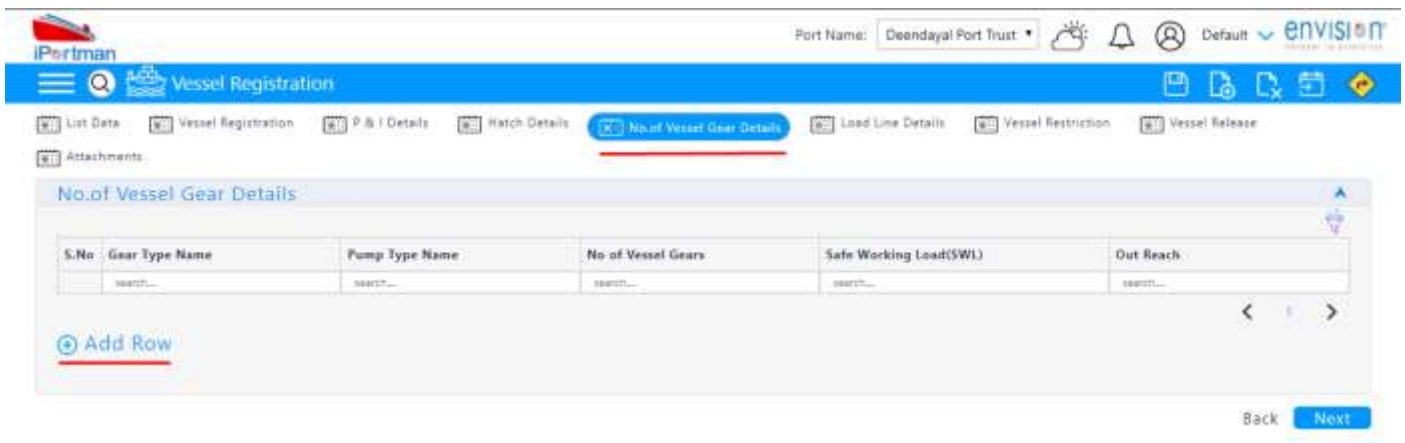 Port Name: Deendayal Port Trust Default envision
iPortman
Vessel Registration
List Data Vessel Registration P & I Details Hatch Details No.of Vessel Gear Details Load Line Details Vessel Restriction Vessel Release
Attachments
No.of Vessel Gear Details
S.No Gear Type Name Pump Type Name No of Vessel Gears Safe Working Load(SWL) Out Reach
search... search... search... search... search...
1
Add Row
Back Next